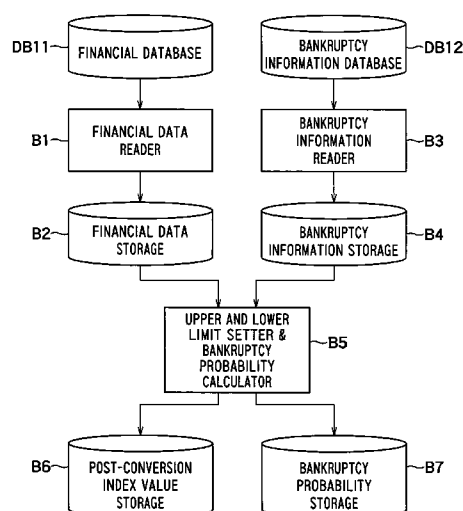 DB11
FINANCIAL DATABASE
BANKRUPTCY
INFORMATION DATABASE
DB12
B1
FINANCIAL DATA
READER
BANKRUPTCY
INFORMATION
READER
B3
B2
FINANCIAL DATA
STORAGE
BANKRUPTCY
INFORMATION STORAGE
B4
UPPER AND LOWER
LIMIT SETTER &
BANKRUPTCY
PROBABILITY
CALCULATOR
B5
B6
POST-CONVERSION
INDEX VALUE
STORAGE
BANKRUPTCY
PROBABILITY
STORAGE
B7